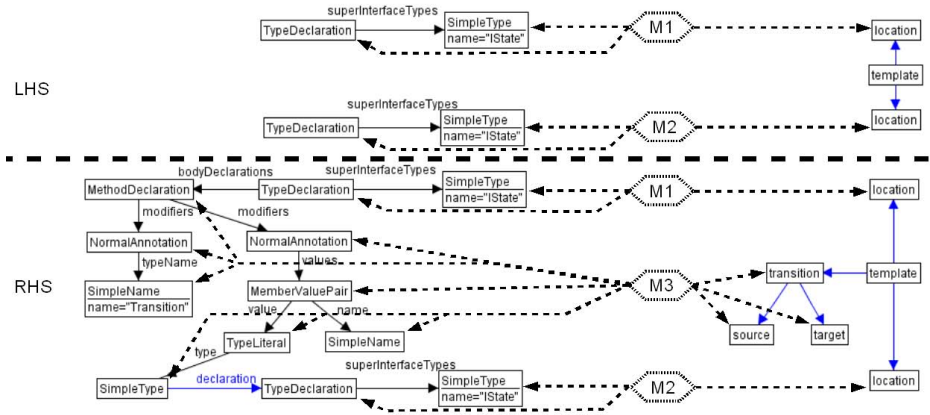 superInterfaceTypes
TypeDeclaration
SimpleType
name="IState"
M1
location
LHS
template
superInterfaceTypes
TypeDeclaration
SimpleType
name="IState"
M2
location
bodyDeclarations
superInterfaceTypes
MethodDeclaration
TypeDeclaration
SimpleType
name="IState"
M1
location
modifiers
modifiers
NormalAnnotation
NormalAnnotation
typeName
values
RHS
SimpleName
name="Transition"
MemberValuePair
M3
transition
template
value
name
TypeLiteral
SimpleName
source
target
type
superInterfaceTypes
SimpleType
declaration
TypeDeclaration
SimpleType
name="IState"
M2
location